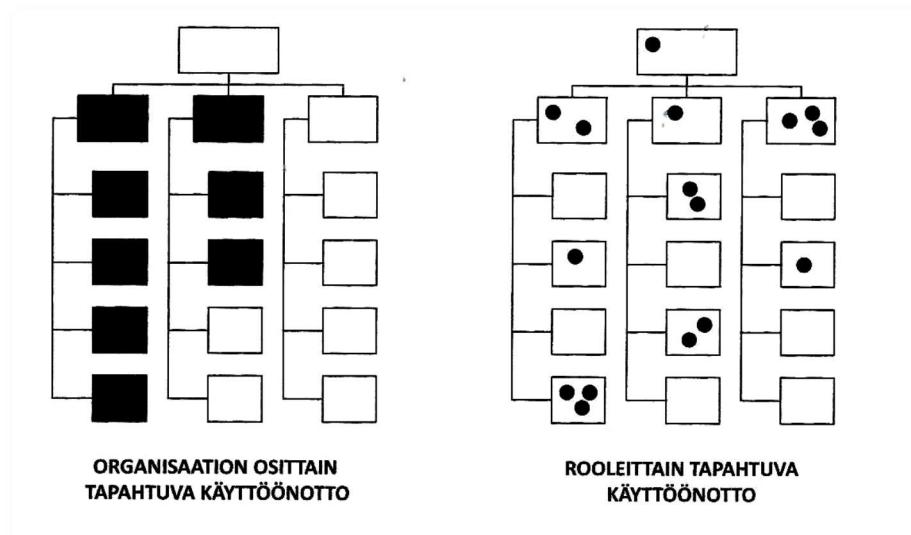 ORGANISAATION OSITTAIN
TAPAHTUVA KÄYTTÖÖNOTTO
ROOLEITTAIN TAPAHTUVA
KÄYTTÖÖNOTTO